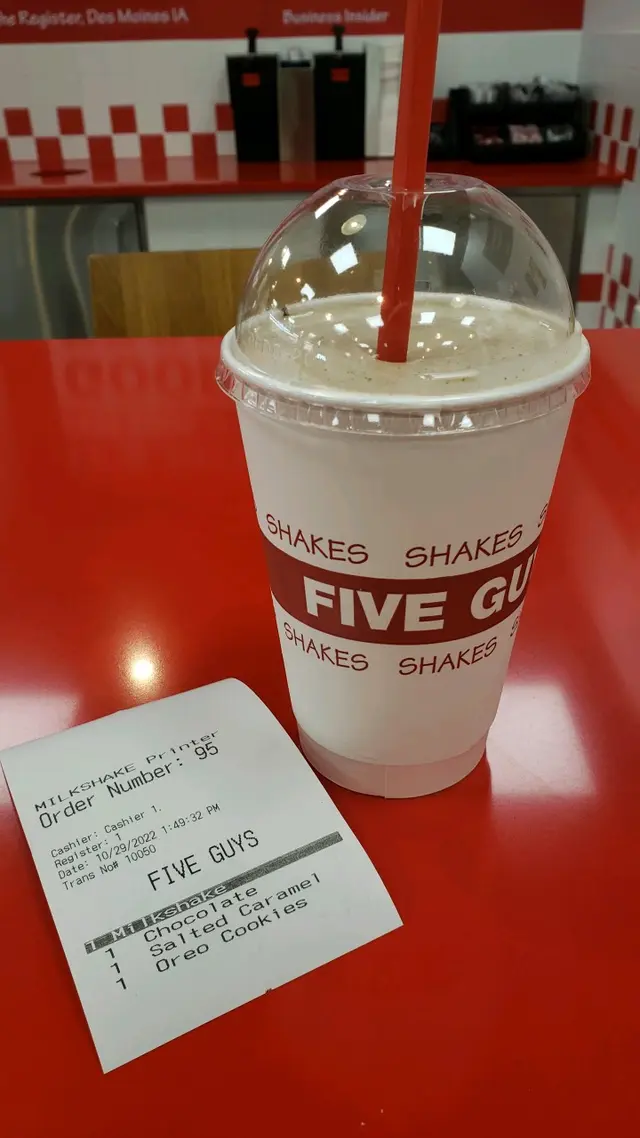 he Register, Des Moines IA
Business Insider
SHAKES SHAKES S
FIVE GU
SHAKES SHAKES S
MILKSHAKE Printer
Order Number: 95
Cashier: Cashier 1.
Register: 1
Date: 10/29/2022 1:49:32 PM
Trans No# 10050
FIVE GUYS
1 Milkshake
1 Chocolate
1 Salted Caramel
1 Oreo Cookies